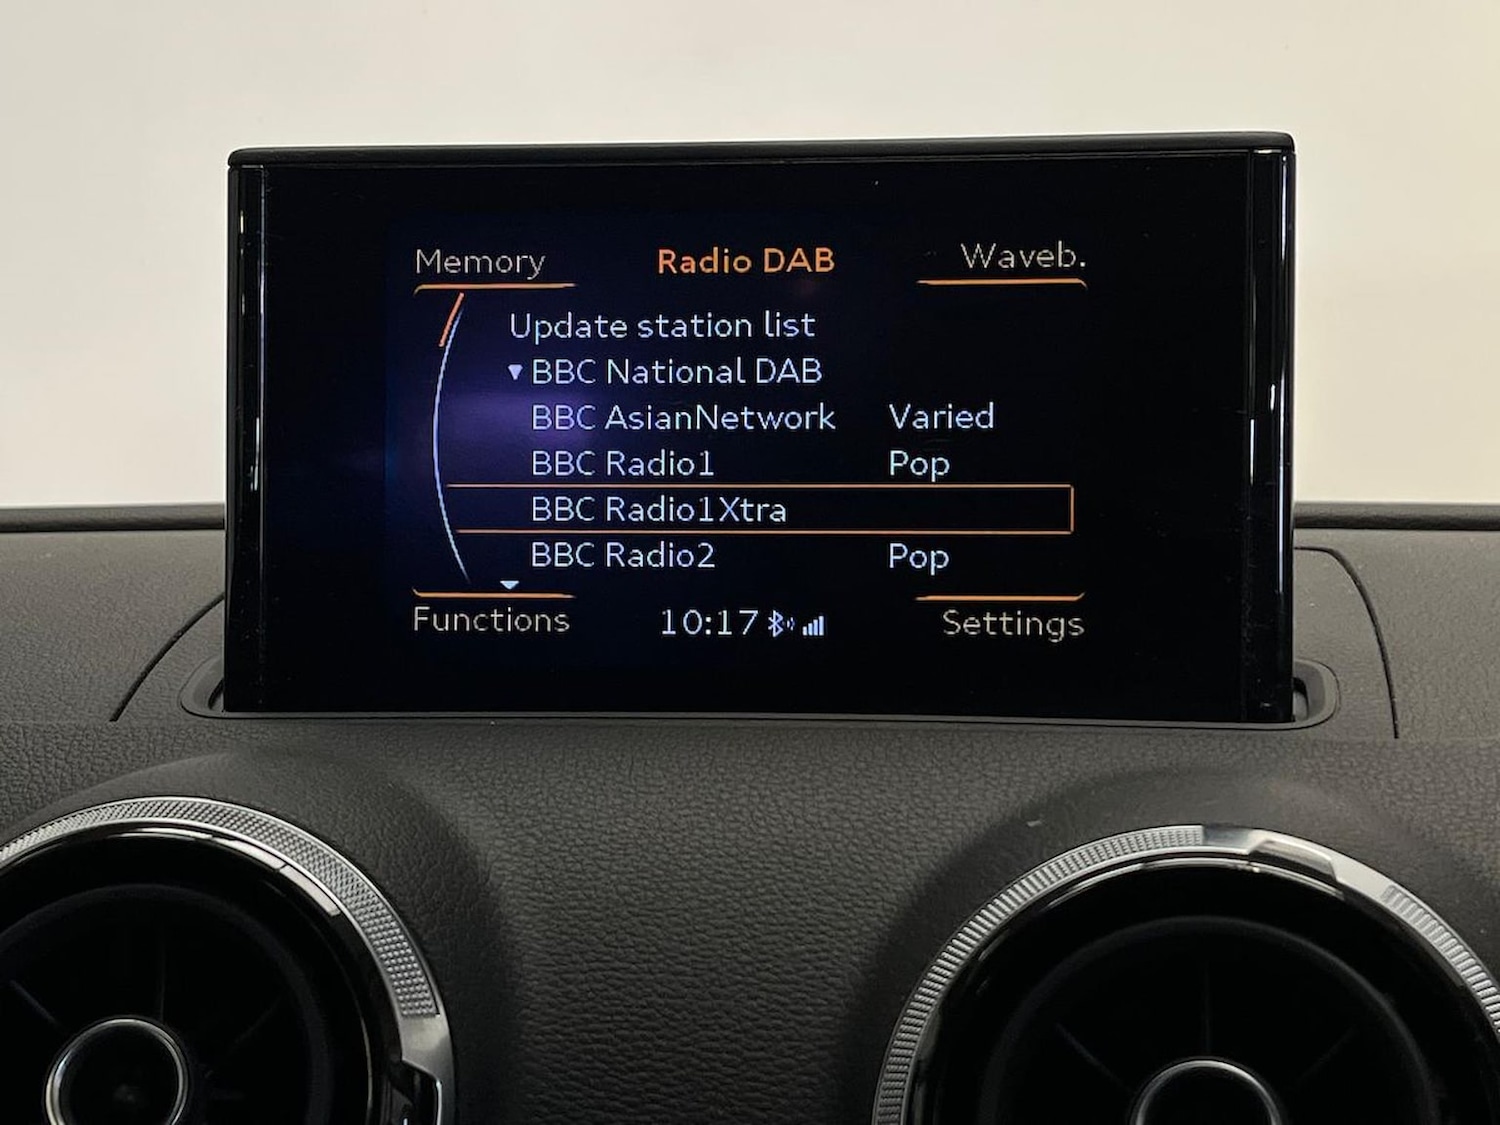 Memory Radio DAB Waveb.
Update station list
BBC National DAB
BBC AsianNetwork Varied
BBC Radio1 Pop
BBC Radio1Xtra
BBC Radio2 Pop
Functions 10:17 Settings